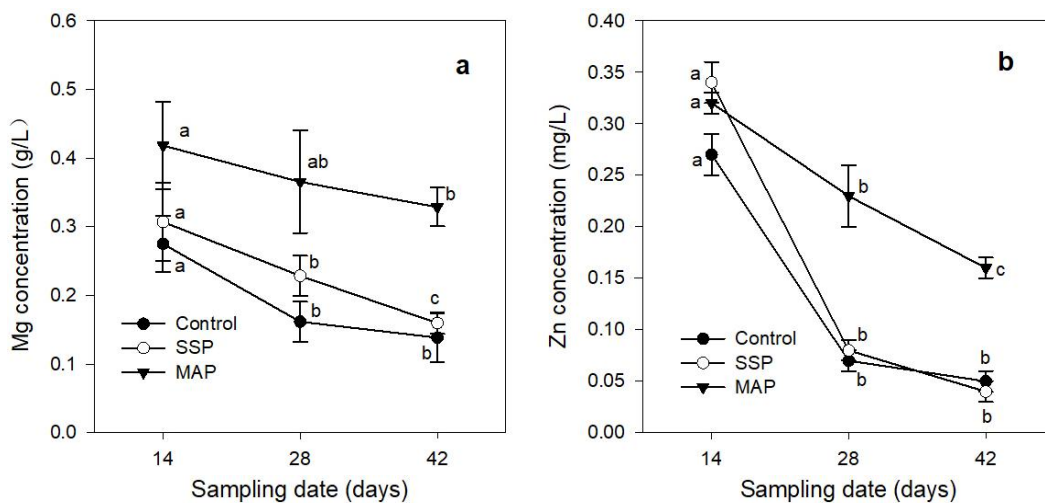 a
Mg concentration (g/L)
0.6
0.5
0.4
0.3
0.2
0.1
0.0
a
ab
b
a
b
c
a
b
b
Control
SSP
MAP
14
28
42
Sampling date (days)
b
Zn concentration (mg/L)
0.40
0.35
0.30
0.25
0.20
0.15
0.10
0.05
0.00
a
a
a
b
c
b
b
b
b
Control
SSP
MAP
14
28
42
Sampling date (days)